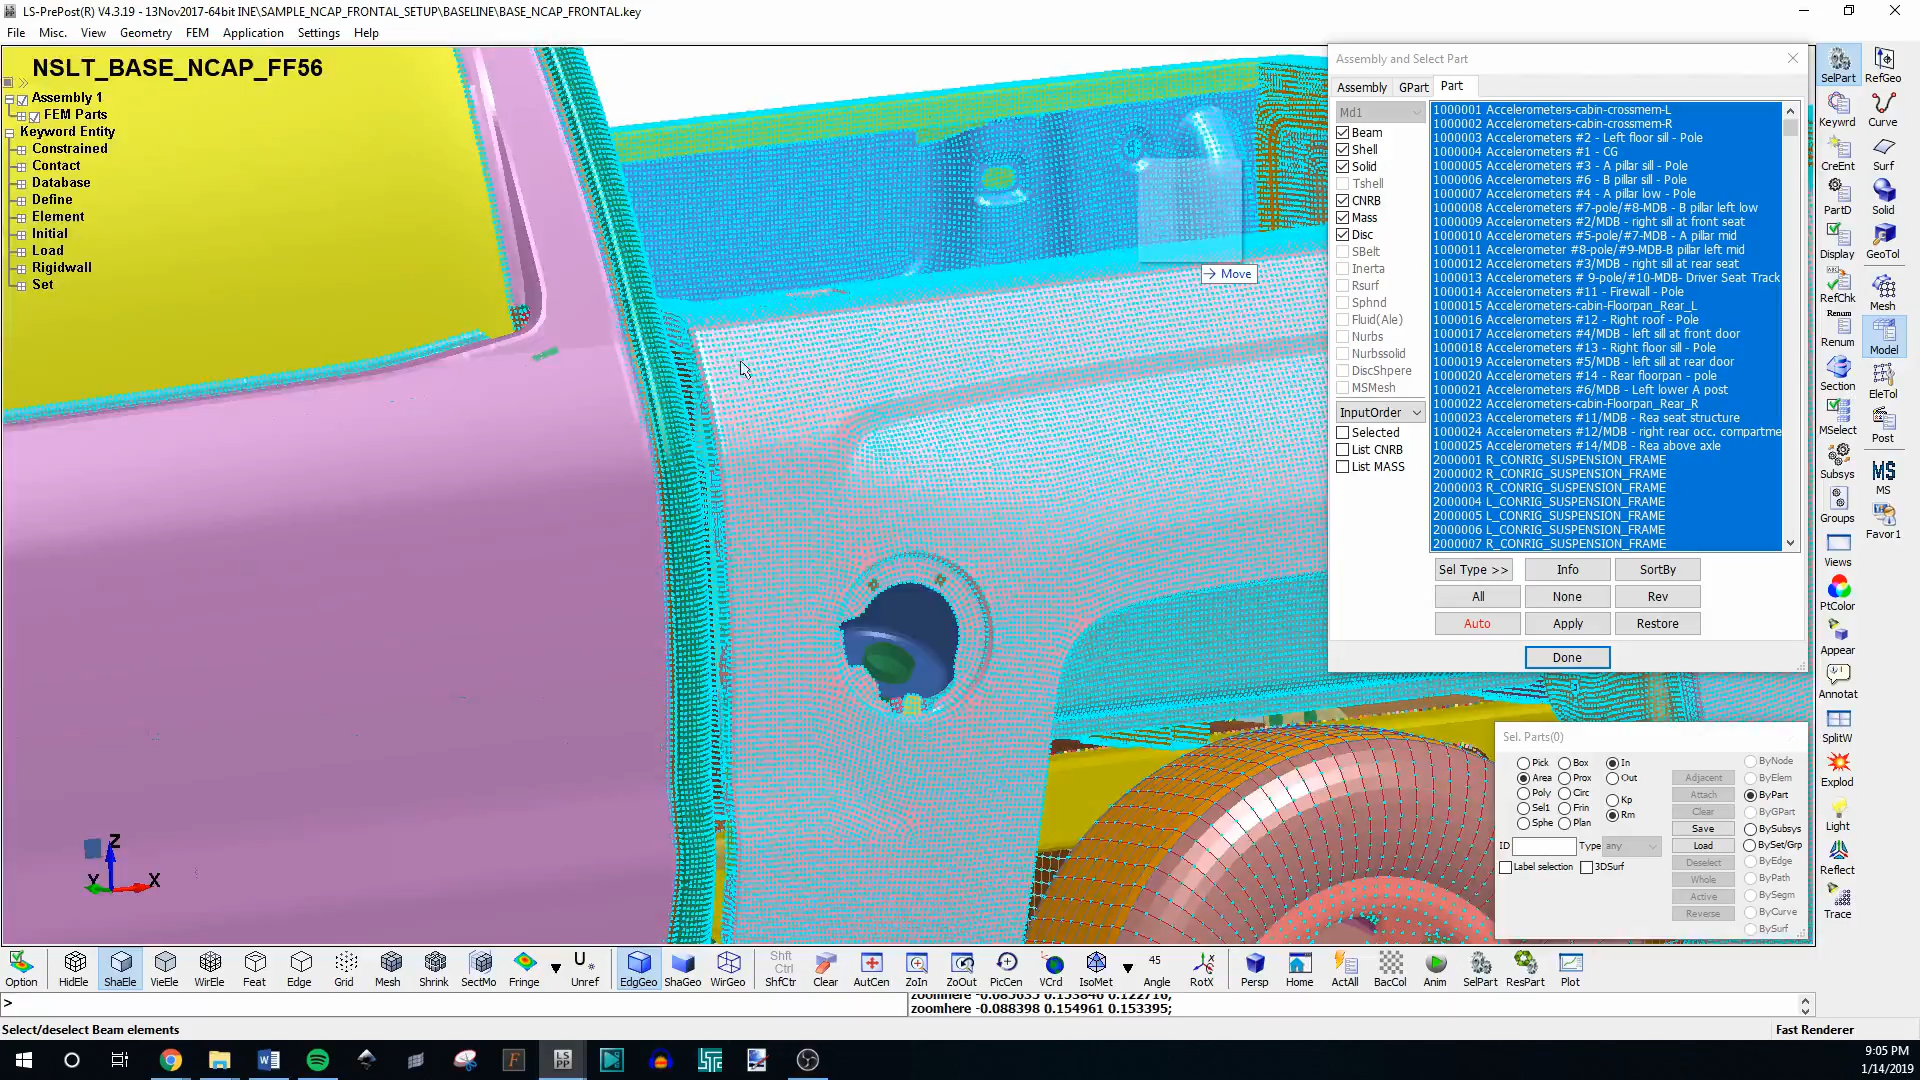 LS-PrePost(R) V4.3.19 - 13Nov2017-64bit INE\SAMPLE_NCAP_FRONTAL_SETUP\BASELINE\BASE_NCAP_FRONTAL.key
File Misc. View Geometry FEM Application Settings Help
NSLT_BASE_NCAP_FF56
Assembly 1
FEM Parts
Keyword Entity
Constrained
Contact
Database
Define
Element
Initial
Load
Rigidwall
Set
Move
Z
Y
X
Assembly and Select Part
Assembly GPart Part
Md1
Beam
Shell
Solid
Tshell
CNRB
Mass
Disc
SBelt
Inerta
Rsurf
Sphnd
Fluid(Ale)
Nurbs
Nurbssolid
DiscShpere
MSMesh
InputOrder
Selected
List CNRB
List MASS
1000001 Accelerometers-cabin-crossmem-L
1000002 Accelerometers-cabin-crossmem-R
1000003 Accelerometers #2 - Left floor sill - Pole
1000004 Accelerometers #1 - CG
1000005 Accelerometers #3 - A pillar sill - Pole
1000006 Accelerometers #6 - B pillar sill - Pole
1000007 Accelerometers #4 - A pillar low - Pole
1000008 Accelerometers #7-pole/#8-MDB - B pillar left low
1000009 Accelerometers #2/MDB - right sill at front seat
1000010 Accelerometers #5-pole/#7-MDB - A pillar mid
1000011 Accelerometer #8-pole/#9-MDB-B pillar left mid
1000012 Accelerometers #3/MDB - right sill at rear seat
1000013 Accelerometers # 9-pole/#10-MDB- Driver Seat Track
1000014 Accelerometers #11 - Firewall - Pole
1000015 Accelerometers-cabin-Floorpan_Rear_L
1000016 Accelerometers #12 - Right roof - Pole
1000017 Accelerometers #4/MDB - left sill at front door
1000018 Accelerometers #13 - Right floor sill - Pole
1000019 Accelerometers #5/MDB - left sill at rear door
1000020 Accelerometers #14 - Rear floorpan - pole
1000021 Accelerometers #6/MDB - Left lower A post
1000022 Accelerometers-cabin-Floorpan_Rear_R
1000023 Accelerometers #11/MDB - Rea seat structure
1000024 Accelerometers #12/MDB - right rear occ. compartme
1000025 Accelerometers #14/MDB - Rea above axle
2000001 R_CONRIG_SUSPENSION_FRAME
2000002 R_CONRIG_SUSPENSION_FRAME
2000003 R_CONRIG_SUSPENSION_FRAME
2000004 L_CONRIG_SUSPENSION_FRAME
2000005 L_CONRIG_SUSPENSION_FRAME
2000006 L_CONRIG_SUSPENSION_FRAME
2000007 R_CONRIG_SUSPENSION_FRAME
Sel Type >> Info SortBy
All None Rev
Auto Apply Restore
Done
Sel. Parts(0)
Pick Box In
Area Prox Out
Poly Circ
Sel1 Frin Kp
Sphe Plan Rm
ID Type any
Label selection 3DSurf
Adjacent
Attach
Clear
Save
Load
Deselect
Whole
Active
Reverse
ByNode
ByElem
ByPart
ByGPart
BySubsys
BySet/Grp
ByEdge
ByPath
BySegm
ByCurve
BySurf
SelPart RefGeo
Keywrd Curve
CreEnt Surf
PartD Solid
Display GeoTol
RefChk Mesh
Renum
Renum Model
Section EleTol
MSelect Post
Subsys MS
MS
Groups Favor1
Views
PtColor
Appear
Annotat
SplitW
Explod
Light
Reflect
Trace
Option HidEle ShaEle VieEle WirEle Feat Edge Grid Mesh Shrink SectMo Fringe Unref EdgGeo ShaGeo WirGeo ShfCtr Clear AutCen ZoIn ZoOut PicCen VCrd IsoMet Angle RotX Persp Home ActAll BacCol Anim SelPart ResPart Plot
U
Shft
Ctrl
45
>
zoomhere -0.085635 0.153846 0.122716;
zoomhere -0.088398 0.154961 0.153395;
Select/deselect Beam elements
Fast Renderer
9:05 PM
1/14/2019